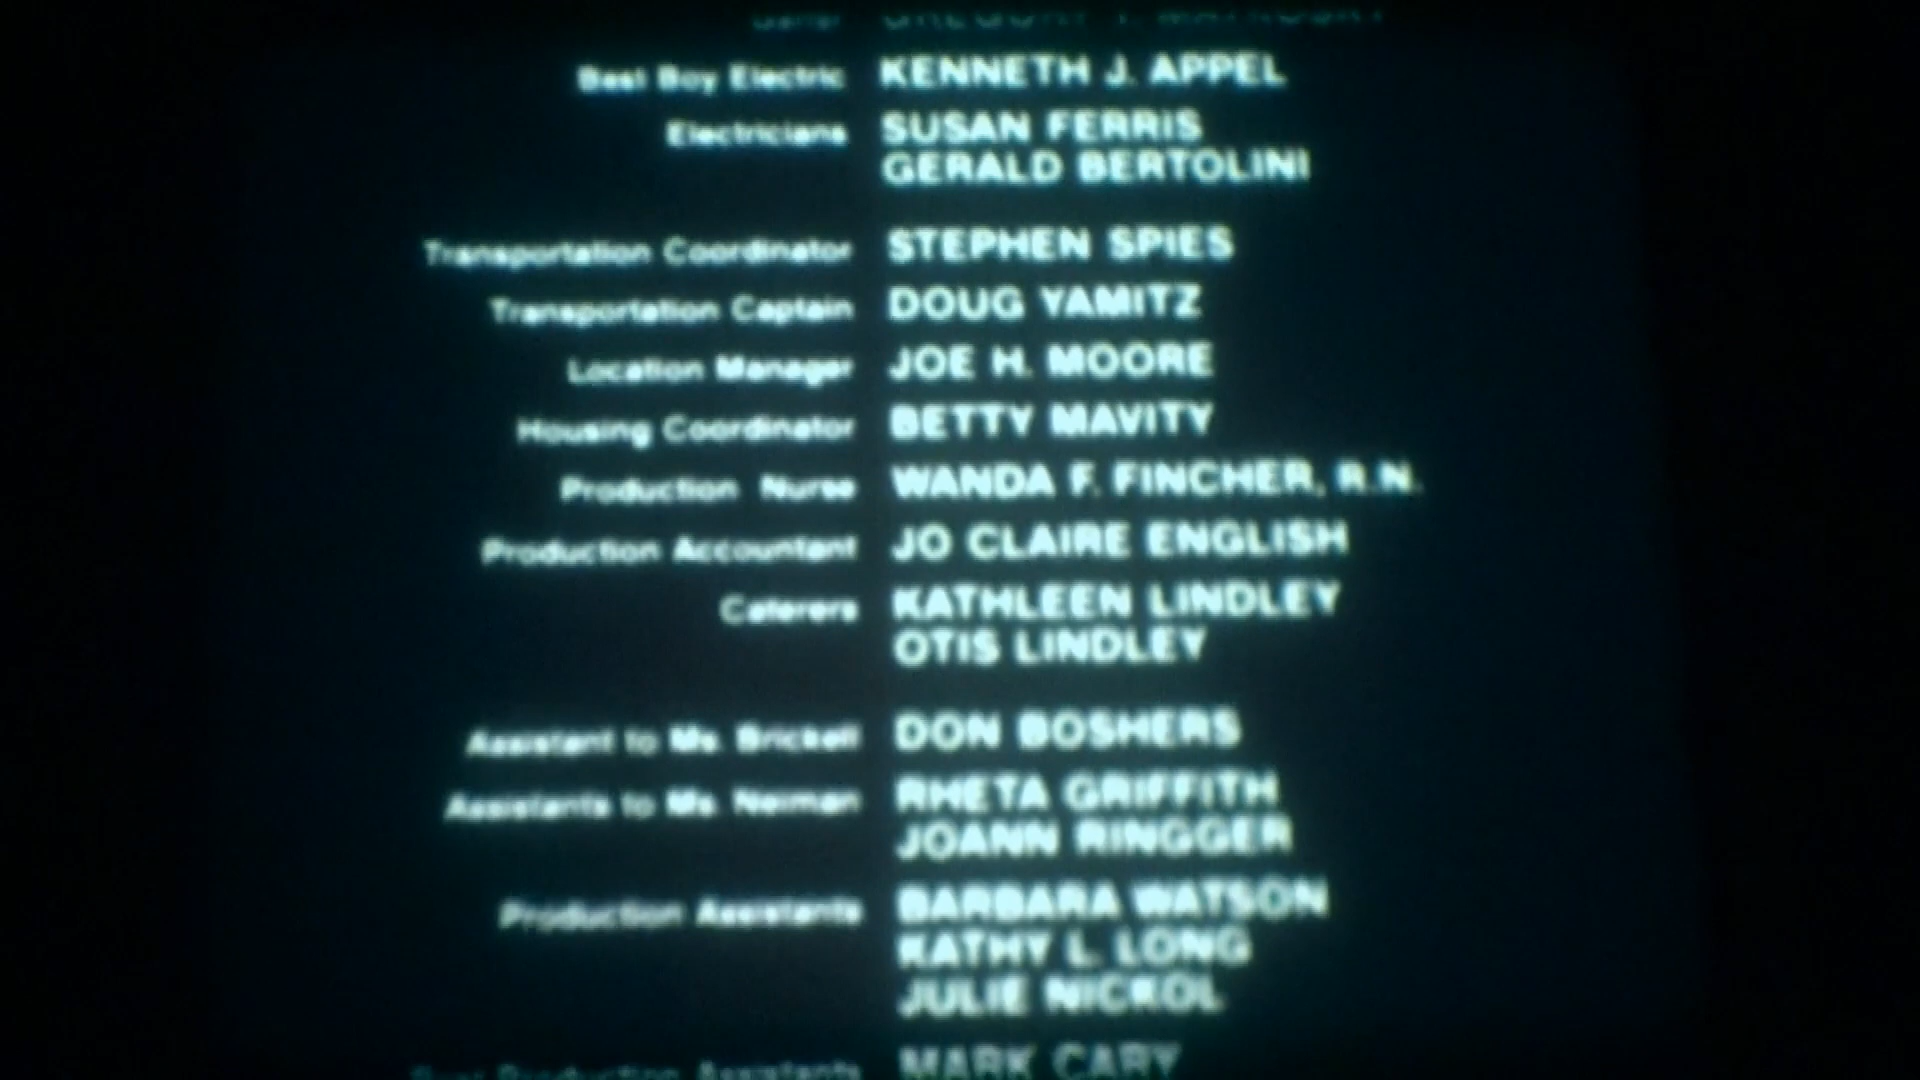 Best Boy Electric KENNETH J. APPEL
Electricians SUSAN FERRIS
GERALD BERTOLINI
Transportation Coordinator STEPHEN SPIES
Transportation Captain DOUG YAMITZ
Location Manager JOE H. MOORE
Housing Coordinator BETTY MAVITY
Production Nurse WANDA F. FINCHER, R.N.
Production Accountant JO CLAIRE ENGLISH
Caterers KATHLEEN LINDLEY
OTIS LINDLEY
Assistant to Ms. Brickell DON BOSHERS
Assistants to Ms. Neiman RHETA GRIFFITH
JOANN RINGGER
Production Assistants BARBARA WATSON
KATHY L. LONG
JULIE NICKOL
Production Assistants MARK CARY